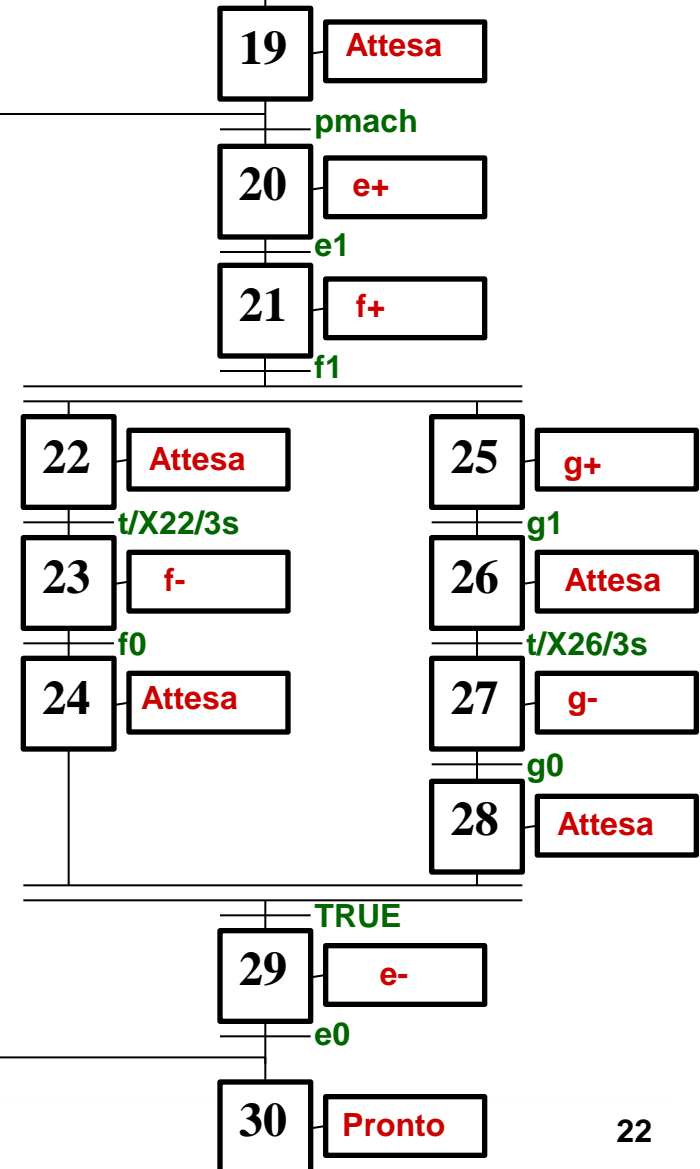 19 Attesa
pmach
20 e+
e1
21 f+
f1
22 Attesa
t/X22/3s
23 f-
f0
24 Attesa
25 g+
g1
26 Attesa
t/X26/3s
27 g-
g0
28 Attesa
TRUE
29 e-
e0
30 Pronto
22